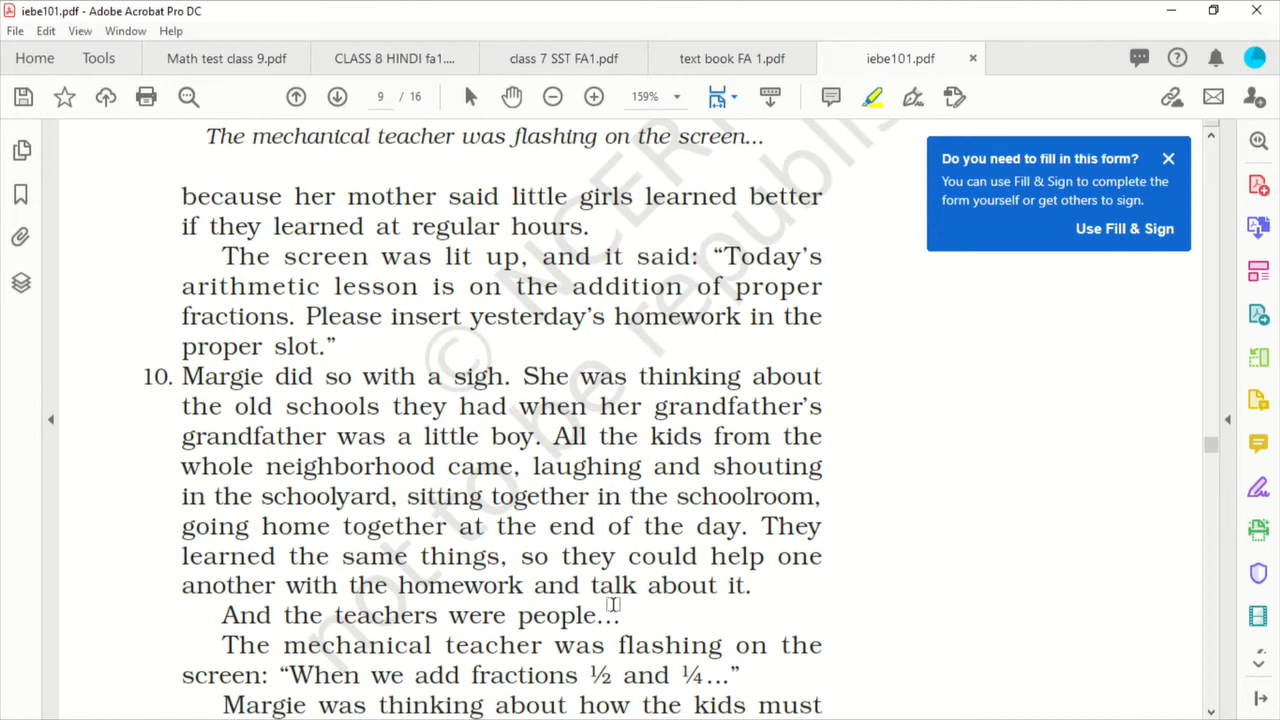 iebe101.pdf - Adobe Acrobat Pro DC
File Edit View Window Help
Home Tools Math test class 9.pdf CLASS 8 HINDI fa1.... class 7 SST FA1.pdf text book FA 1.pdf iebe101.pdf
9 / 16 159%
The mechanical teacher was flashing on the screen...
because her mother said little girls learned better
if they learned at regular hours.
The screen was lit up, and it said: “Today’s
arithmetic lesson is on the addition of proper
fractions. Please insert yesterday’s homework in the
proper slot.”
10. Margie did so with a sigh. She was thinking about
the old schools they had when her grandfather’s
grandfather was a little boy. All the kids from the
whole neighborhood came, laughing and shouting
in the schoolyard, sitting together in the schoolroom,
going home together at the end of the day. They
learned the same things, so they could help one
another with the homework and talk about it.
And the teachers were people...
The mechanical teacher was flashing on the
screen: “When we add fractions ½ and ¼...”
Margie was thinking about how the kids must
Do you need to fill in this form?
You can use Fill & Sign to complete the
form yourself or get others to sign.
Use Fill & Sign
© NCERT
not to be republis